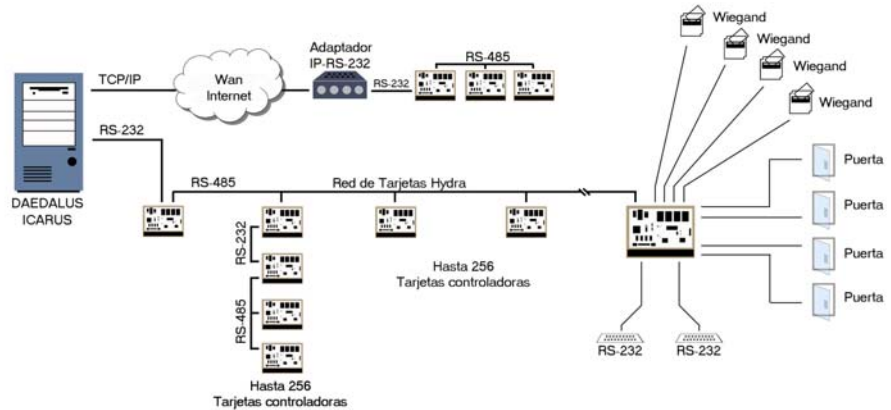 Wiegand
Wiegand
Wiegand
Wiegand
Adaptador
IP-RS-232
RS-485
TCP/IP
Wan
Internet
RS-232
RS-232
DAEDALUS
ICARUS
RS-485
Red de Tarjetas Hydra
RS-232
RS-485
Hasta 256
Tarjetas controladoras
Hasta 256
Tarjetas controladoras
Puerta
Puerta
Puerta
Puerta
RS-232
RS-232